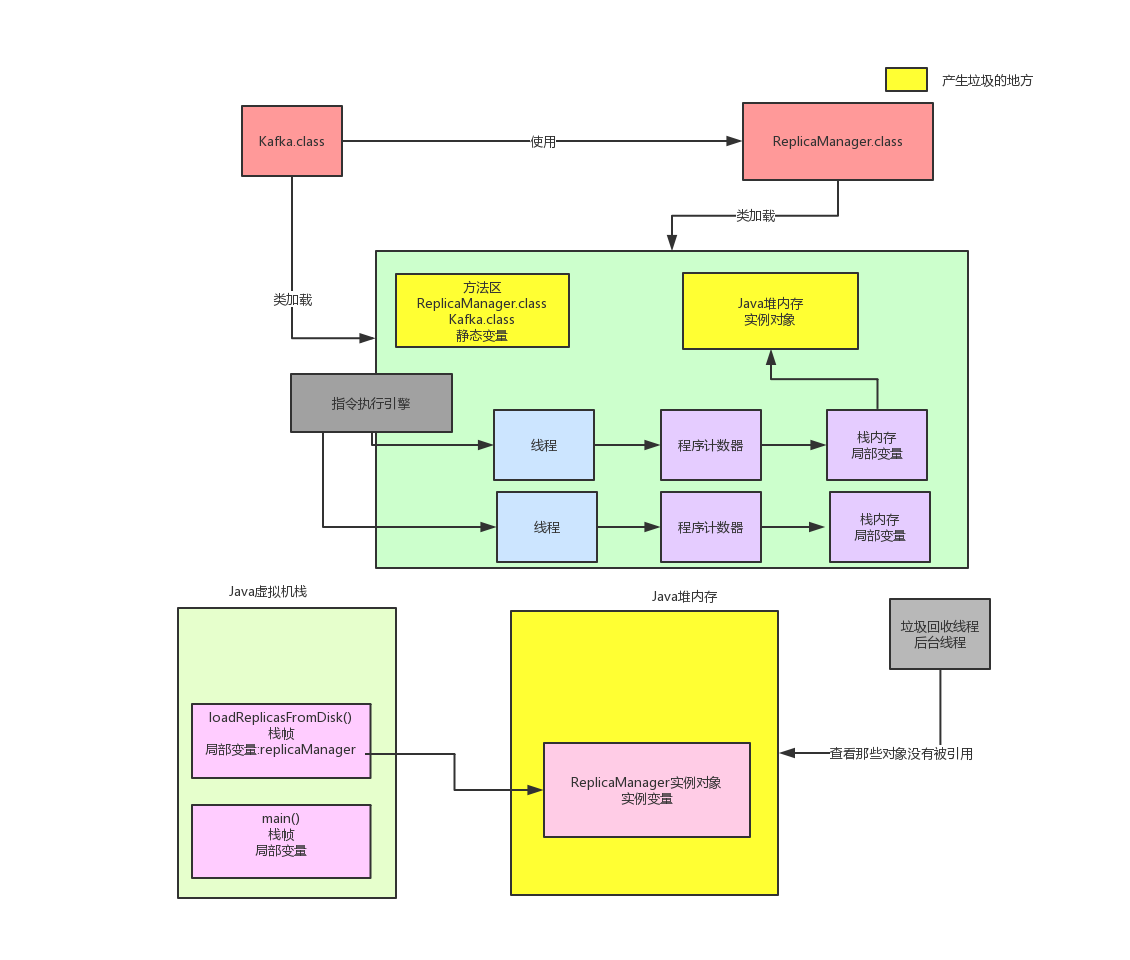 产生垃圾的地方
Kafka.class
使用
ReplicaManager.class
类加载
类加载
方法区
ReplicaManager.class
Kafka.class
静态变量
Java堆内存
实例对象
指令执行引擎
线程
程序计数器
栈内存
局部变量
线程
程序计数器
栈内存
局部变量
Java虚拟机栈
Java堆内存
垃圾回收线程
后台线程
loadReplicasFromDisk()
栈帧
局部变量:replicaManager
查看那些对象没有被引用
ReplicaManager实例对象
实例变量
main()
栈帧
局部变量